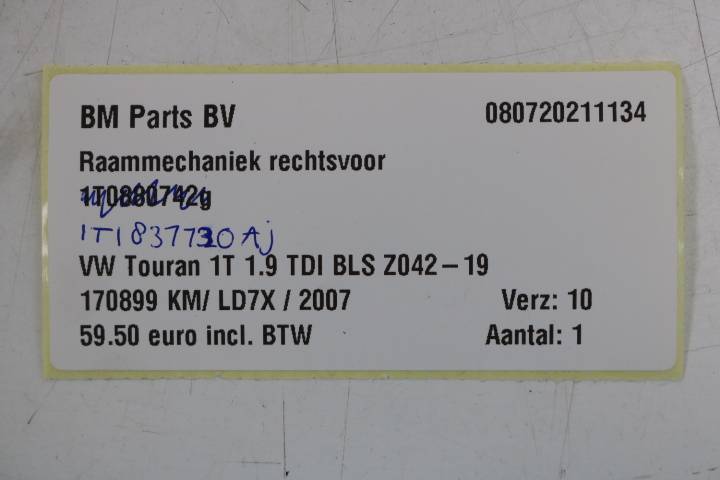 BM Parts BV 080720211134
Raammechaniek rechtsvoor
1T0880742g
1T1837730Aj
VW Touran 1T 1.9 TDI BLS Z042-19
170899 KM/ LD7X / 2007 Verz: 10
59.50 euro incl. BTW Aantal: 1